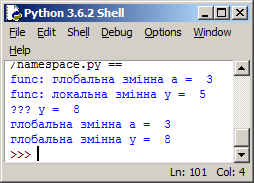 Python 3.6.2 Shell
File Edit Shell Debug Options Window
Help
/namespace.py ==
func: глобальна змінна a =  3
func: локальна змінна y =  5
??? y =  8
глобальна змінна a =  3
глобальна змінна y =  8
>>>
Ln: 101 Col: 4